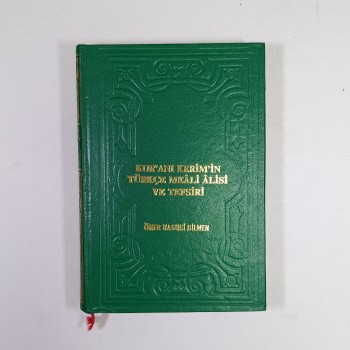 KUR'ANI KERİM'İN
TÜRKÇE MEÂLİ ÂLİSİ
VE TEFSİRİ
ÖMER NASUHİ BİLMEN